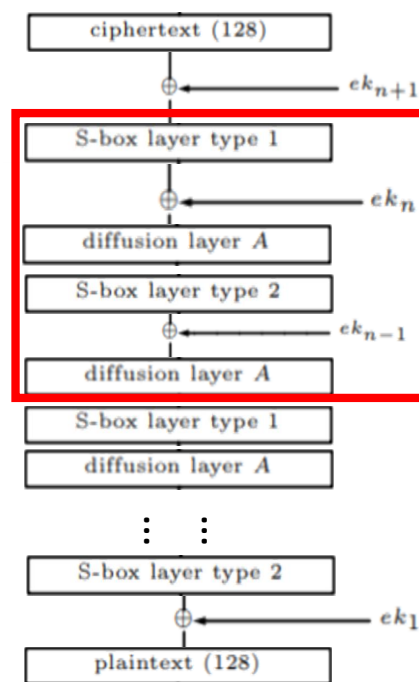 ciphertext (128)
ek_{n+1}
S-box layer type 1
ek_n
diffusion layer A
S-box layer type 2
ek_{n-1}
diffusion layer A
S-box layer type 1
diffusion layer A
S-box layer type 2
ek_1
plaintext (128)